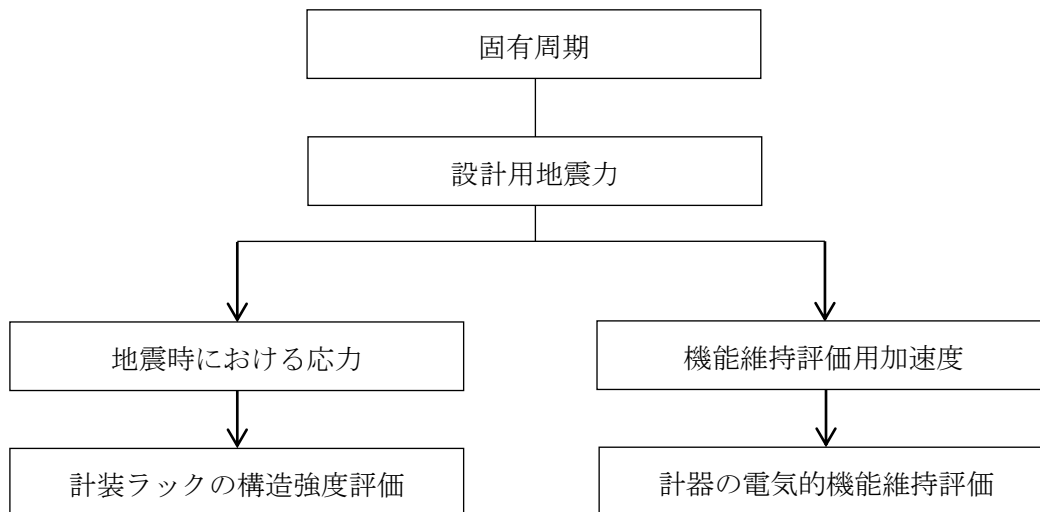 固有周期
設計用地震力
地震時における応力
機能維持評価用加速度
計装ラックの構造強度評価
計器の電気的機能維持評価